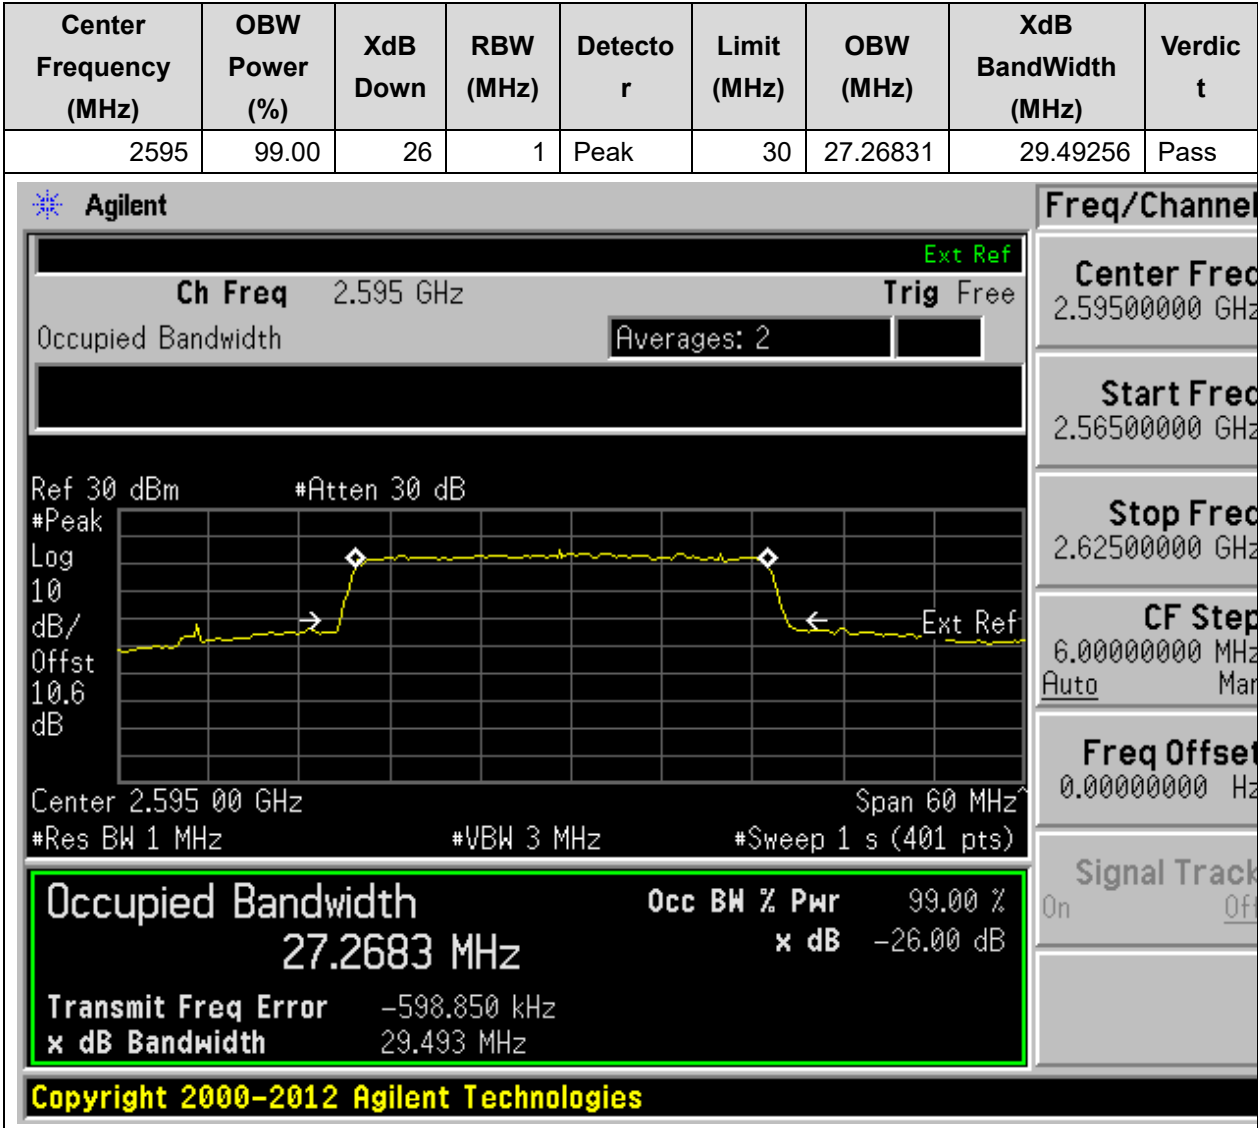 Center Frequency (MHz) OBW Power (%) XdB Down RBW (MHz) Detector Limit (MHz) OBW (MHz) XdB BandWidth (MHz) Verdict
2595 99.00 26 1 Peak 30 27.26831 29.49256 Pass
Agilent
Freq/Channel
Ext Ref
Ch Freq 2.595 GHz Trig Free
Occupied Bandwidth Averages: 2
Center Freq
2.59500000 GHz
Start Freq
2.56500000 GHz
Ref 30 dBm #Atten 30 dB
#Peak
Log
10
dB/
Offst
10.6
dB
Ext Ref
Stop Freq
2.62500000 GHz
CF Step
6.00000000 MHz
Auto Man
Freq Offset
0.00000000 Hz
Center 2.595 00 GHz Span 60 MHz^
#Res BW 1 MHz #VBW 3 MHz #Sweep 1 s (401 pts)
Signal Track
On Off
Occupied Bandwidth Occ BW % Pwr 99.00 %
27.2683 MHz x dB -26.00 dB
Transmit Freq Error -598.850 kHz
x dB Bandwidth 29.493 MHz
Copyright 2000-2012 Agilent Technologies